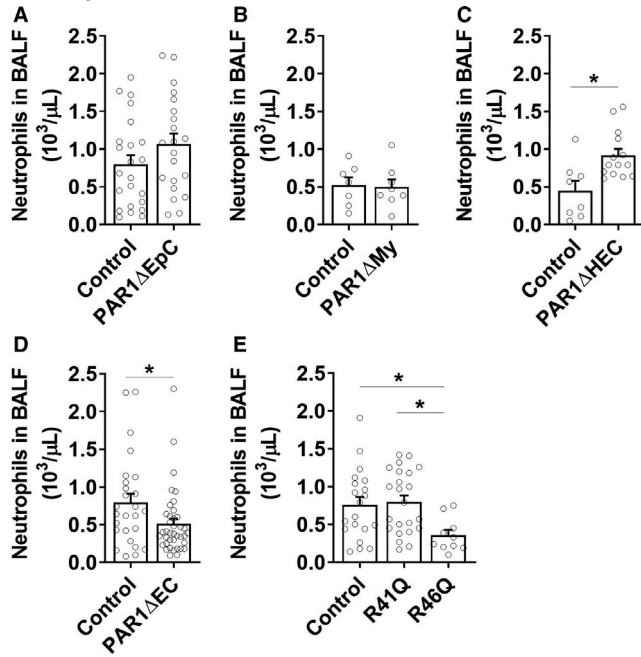 A
Neutrophils in BALF
(10³/μL)
2.5
2.0
1.5
1.0
0.5
0.0
Control
PAR1ΔEpC
B
Neutrophils in BALF
(10³/μL)
2.5
2.0
1.5
1.0
0.5
0.0
Control
PAR1ΔMy
C
Neutrophils in BALF
(10³/μL)
2.5
2.0
1.5
1.0
0.5
0.0
*
Control
PAR1ΔHEC
D
Neutrophils in BALF
(10³/μL)
2.5
2.0
1.5
1.0
0.5
0.0
*
Control
PAR1ΔEC
E
Neutrophils in BALF
(10³/μL)
2.5
2.0
1.5
1.0
0.5
0.0
*
*
Control
R41Q
R46Q